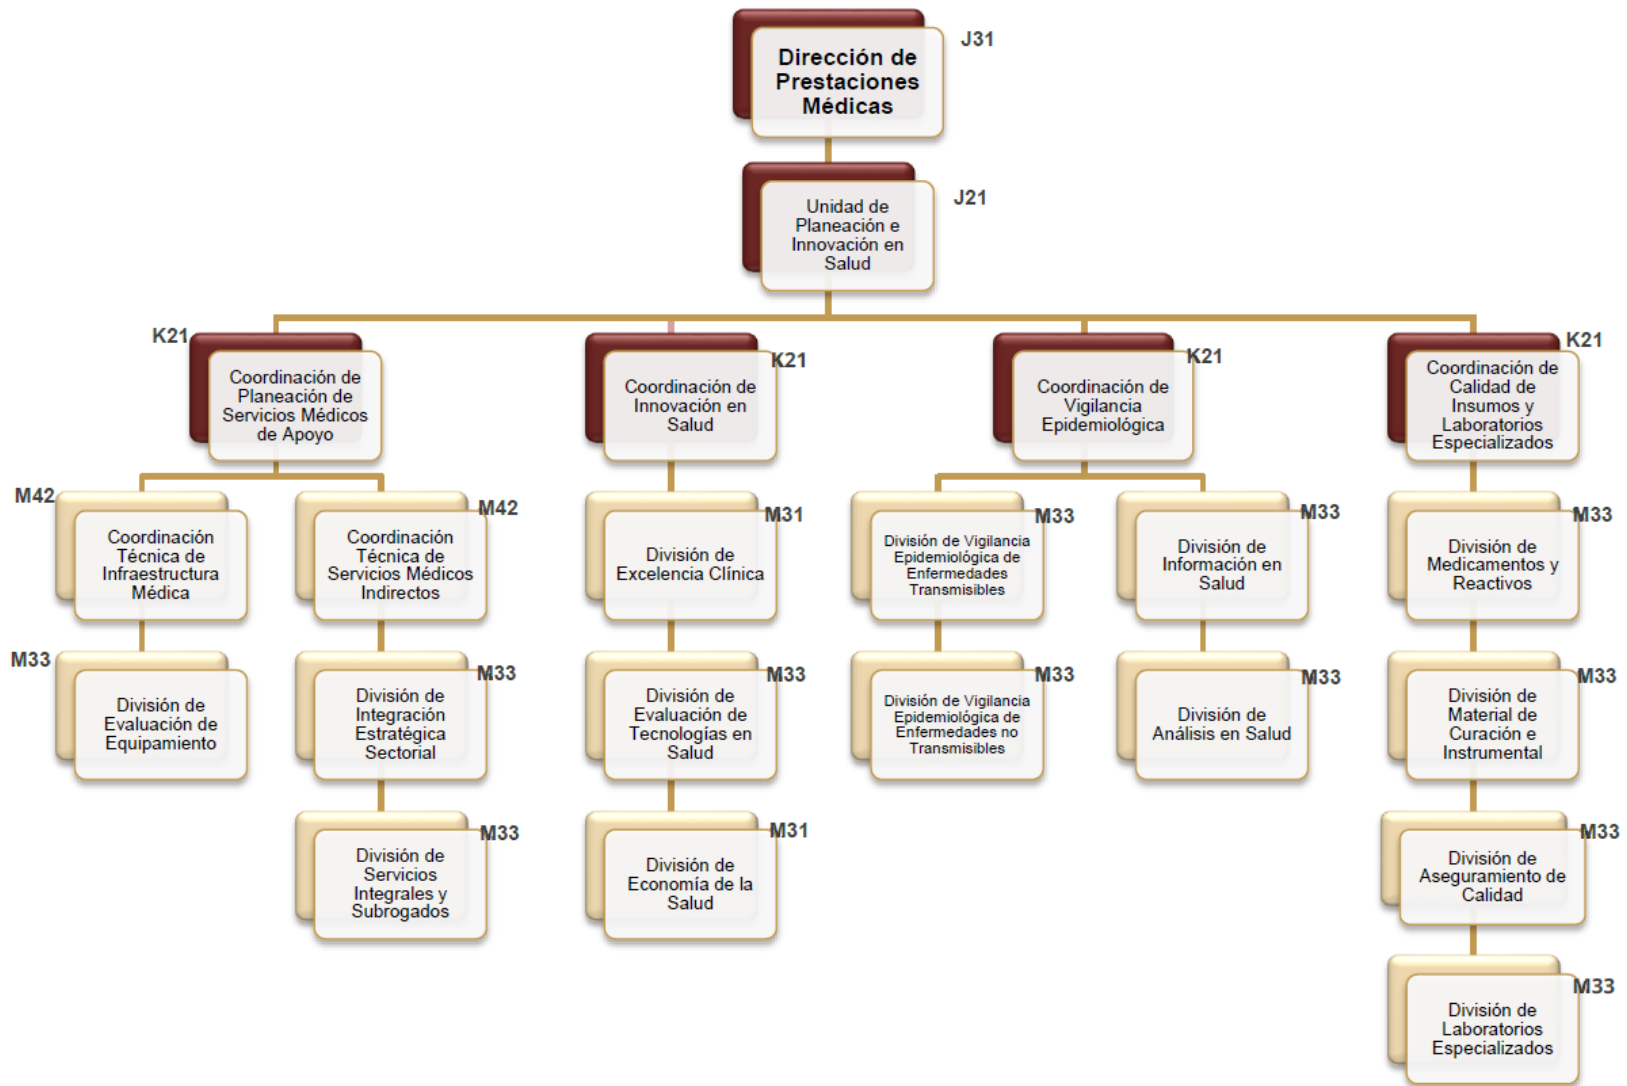 J31
Dirección de
Prestaciones
Médicas
J21
Unidad de
Planeación e
Innovación en
Salud
K21
Coordinación de
Planeación de
Servicios Médicos
de Apoyo
K21
Coordinación de
Innovación en
Salud
K21
Coordinación de
Vigilancia
Epidemiológica
K21
Coordinación de
Calidad de
Insumos y
Laboratorios
Especializados
M42
Coordinación
Técnica de
Infraestructura
Médica
M42
Coordinación
Técnica de
Servicios Médicos
Indirectos
M31
División de
Excelencia Clínica
M33
División de Vigilancia
Epidemiológica de
Enfermedades
Transmisibles
M33
División de
Información en
Salud
M33
División de
Medicamentos y
Reactivos
M33
División de
Evaluación de
Equipamiento
M33
División de
Integración
Estratégica
Sectorial
M33
División de
Evaluación de
Tecnologías en
Salud
M33
División de Vigilancia
Epidemiológica de
Enfemedades no
Transmisibles
M33
División de
Análisis en Salud
M33
División de
Material de
Curación e
Instrumental
M33
División de
Servicios
Integrales y
Subrogados
M31
División de
Economía de la
Salud
M33
División de
Aseguramiento de
Calidad
M33
División de
Laboratorios
Especializados